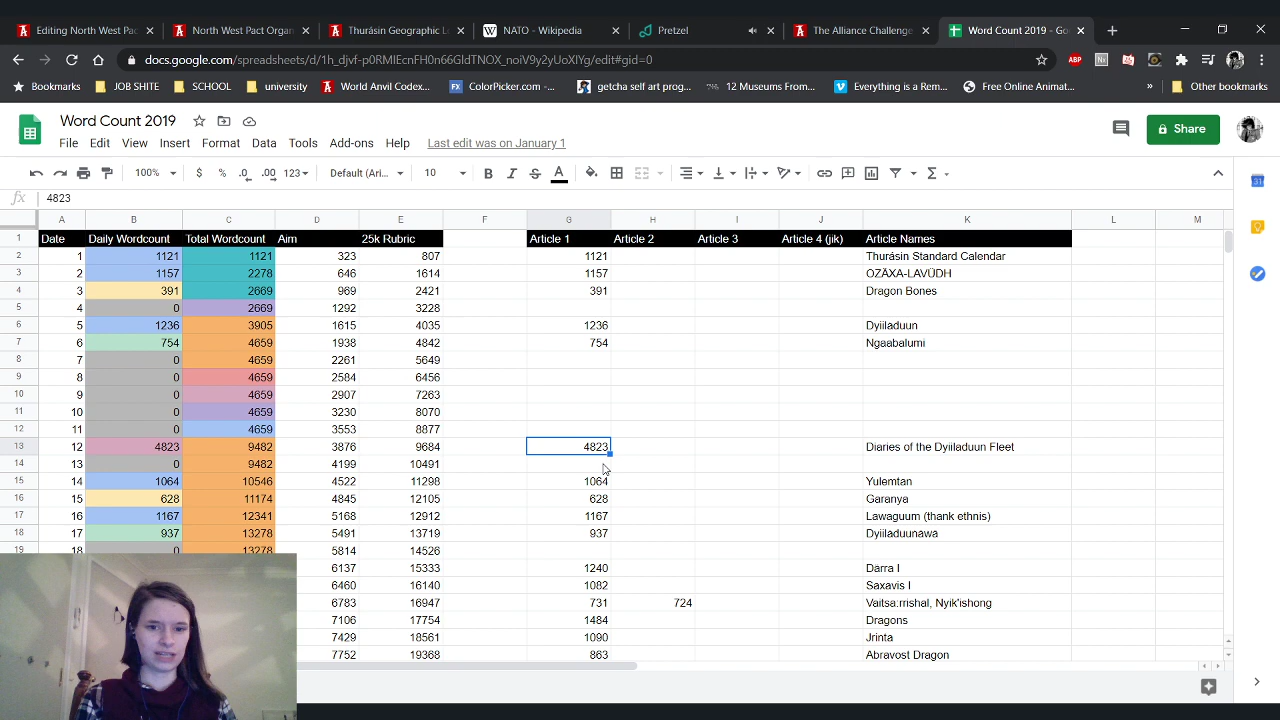 Editing North West Pac
North West Pact Organ
Thurásin Geographic L
NATO - Wikipedia
Pretzel
The Alliance Challenge
Word Count 2019 - Go
docs.google.com/spreadsheets/d/1h_djvf-p0RMIEcnFH0n66GldTNOX_noiV9y2yUoXIYg/edit#gid=0
Bookmarks JOB SHITE SCHOOL university World Anvil Codex... ColorPicker.com -... getcha self art prog... 12 Museums From... Everything is a Rem... Free Online Animat... » Other bookmarks
Word Count 2019
Share
File Edit View Insert Format Data Tools Add-ons Help Last edit was on January 1
100% $ % .0 .00 123 Default (Ari... 10 B I S A
fx 4823
A B C D E F G H I J K L M
1 Date Daily Wordcount Total Wordcount Aim 25k Rubric Article 1 Article 2 Article 3 Article 4 (jik) Article Names
2 1 1121 1121 323 807 1121 Thurásin Standard Calendar
3 2 1157 2278 646 1614 1157 OZÄXA-LAVÜDH
4 3 391 2669 969 2421 391 Dragon Bones
5 4 0 2669 1292 3228
6 5 1236 3905 1615 4035 1236 Dyiiladuun
7 6 754 4659 1938 4842 754 Ngaabalumi
8 7 0 4659 2261 5649
9 8 0 4659 2584 6456
10 9 0 4659 2907 7263
11 10 0 4659 3230 8070
12 11 0 4659 3553 8877
13 12 4823 9482 3876 9684 4823 Diaries of the Dyiiladuun Fleet
14 13 0 9482 4199 10491
15 14 1064 10546 4522 11298 1064 Yulemtan
16 15 628 11174 4845 12105 628 Garanya
17 16 1167 12341 5168 12912 1167 Lawaguum (thank ethnis)
18 17 937 13278 5491 13719 937 Dyiiladuunawa
19 18 0 13278 5814 14526
6137 15333 1240 Darra I
6460 16140 1082 Saxavis I
6783 16947 731 724 Vaitsa:rrishal, Nyik'ishong
7106 17754 1484 Dragons
7429 18561 1090 Jrinta
7752 19368 863 Abravost Dragon